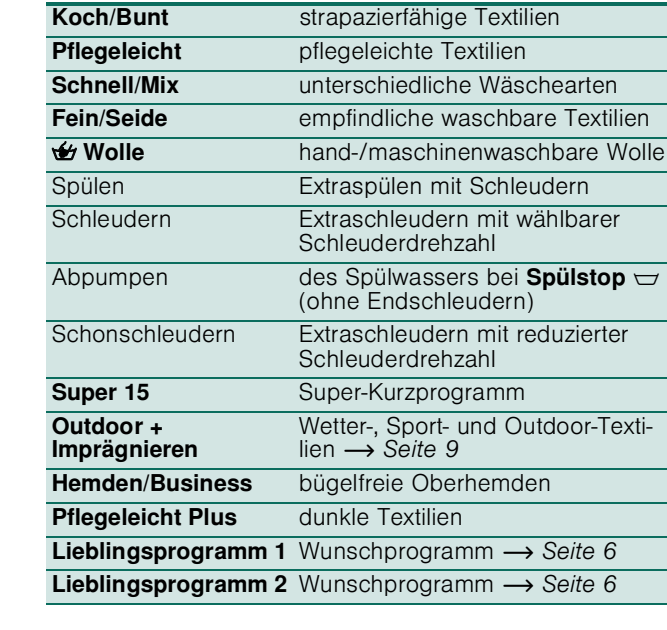 Koch/Bunt strapazierfähige Textilien
Pflegeleicht pflegeleichte Textilien
Schnell/Mix unterschiedliche Wäschearten
Fein/Seide empfindliche waschbare Textilien
Wolle hand-/maschinenwaschbare Wolle
Spülen Extraspülen mit Schleudern
Schleudern Extraschleudern mit wählbarer
Schleuderdrehzahl
Abpumpen des Spülwassers bei Spülstop
(ohne Endschleudern)
Schonschleudern Extraschleudern mit reduzierter
Schleuderdrehzahl
Super 15 Super-Kurzprogramm
Outdoor + Wetter-, Sport- und Outdoor-Texti-
Imprägnieren lien → Seite 9
Hemden/Business bügelfreie Oberhemden
Pflegeleicht Plus dunkle Textilien
Lieblingsprogramm 1 Wunschprogramm → Seite 6
Lieblingsprogramm 2 Wunschprogramm → Seite 6